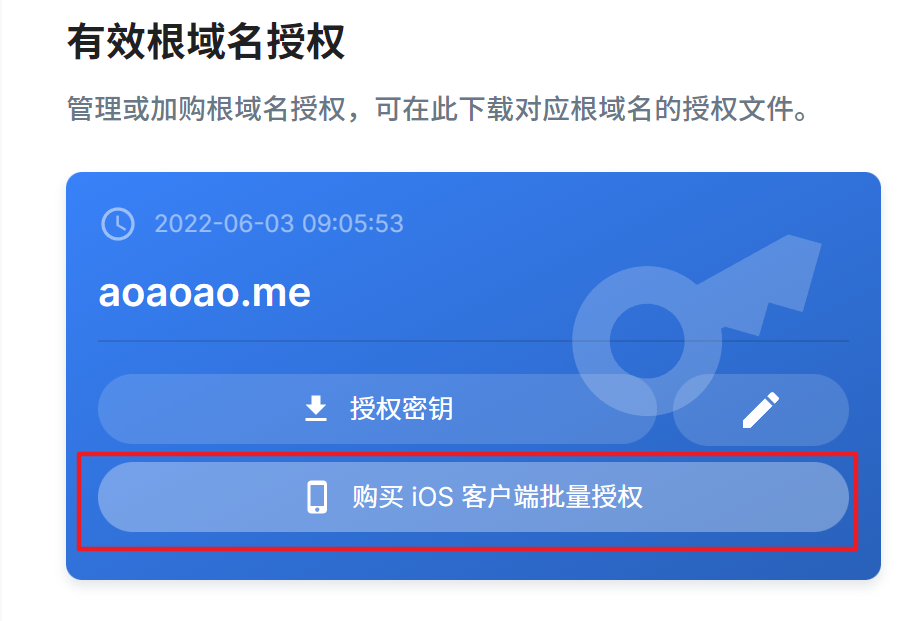 有效根域名授权
管理或加购根域名授权，可在此下载对应根域名的授权文件。
2022-06-03 09:05:53
aoaoao.me
授权密钥
购买 iOS 客户端批量授权